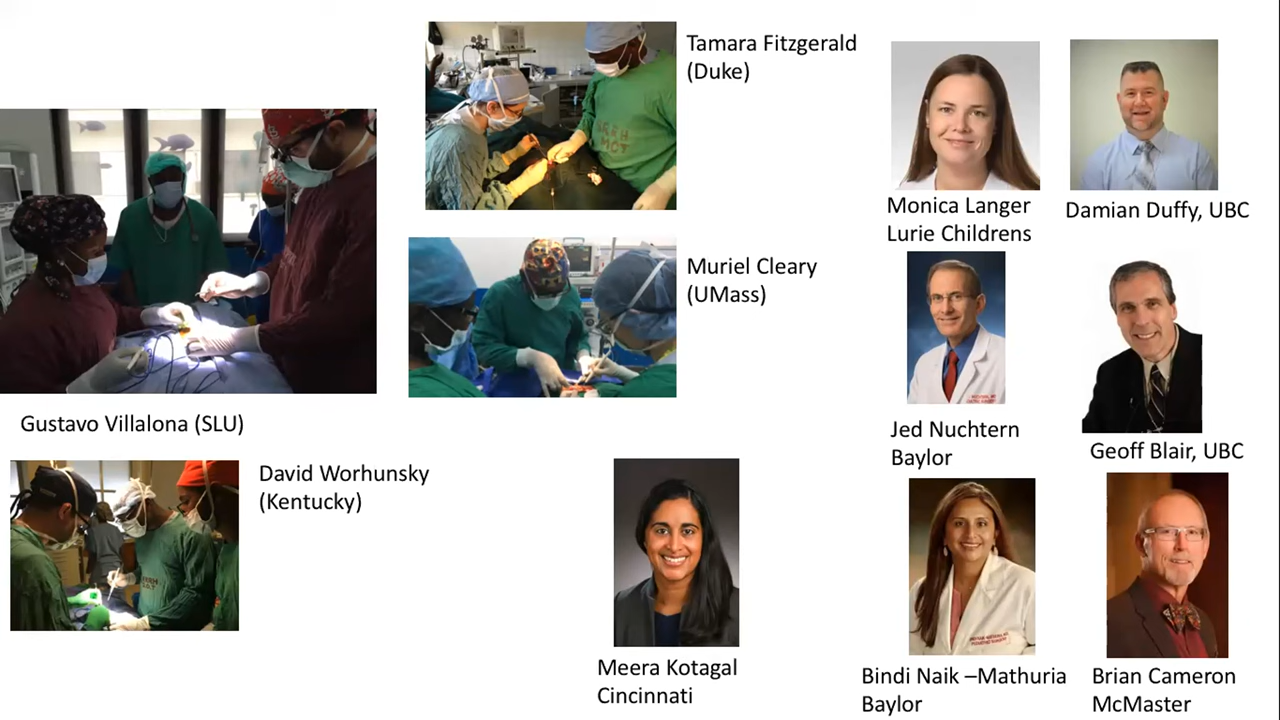 Tamara Fitzgerald
(Duke)
Monica Langer
Lurie Childrens
Damian Duffy, UBC
Muriel Cleary
(UMass)
Gustavo Villalona (SLU)
Jed Nuchtern
Baylor
Geoff Blair, UBC
David Worhunsky
(Kentucky)
Meera Kotagal
Cincinnati
Bindi Naik –Mathuria
Baylor
Brian Cameron
McMaster